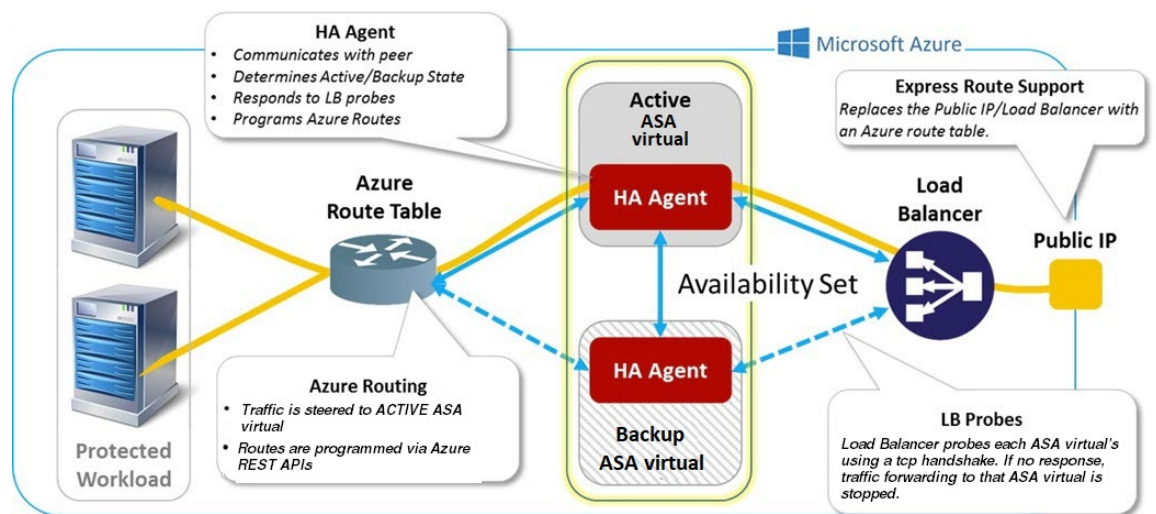 HA Agent
• Communicates with peer
• Determines Active/Backup State
• Responds to LB probes
• Programs Azure Routes
Microsoft Azure
Express Route Support
Replaces the Public IP/Load Balancer with
an Azure route table.
Active
ASA
virtual
HA Agent
Azure
Route Table
Load
Balancer
Public IP
Availability Set
HA Agent
Backup
ASA virtual
Protected
Workload
Azure Routing
• Traffic is steered to ACTIVE ASA
virtual
• Routes are programmed via Azure
REST APIs
LB Probes
Load Balancer probes each ASA virtual's
using a tcp handshake. If no response,
traffic forwarding to that ASA virtual is
stopped.